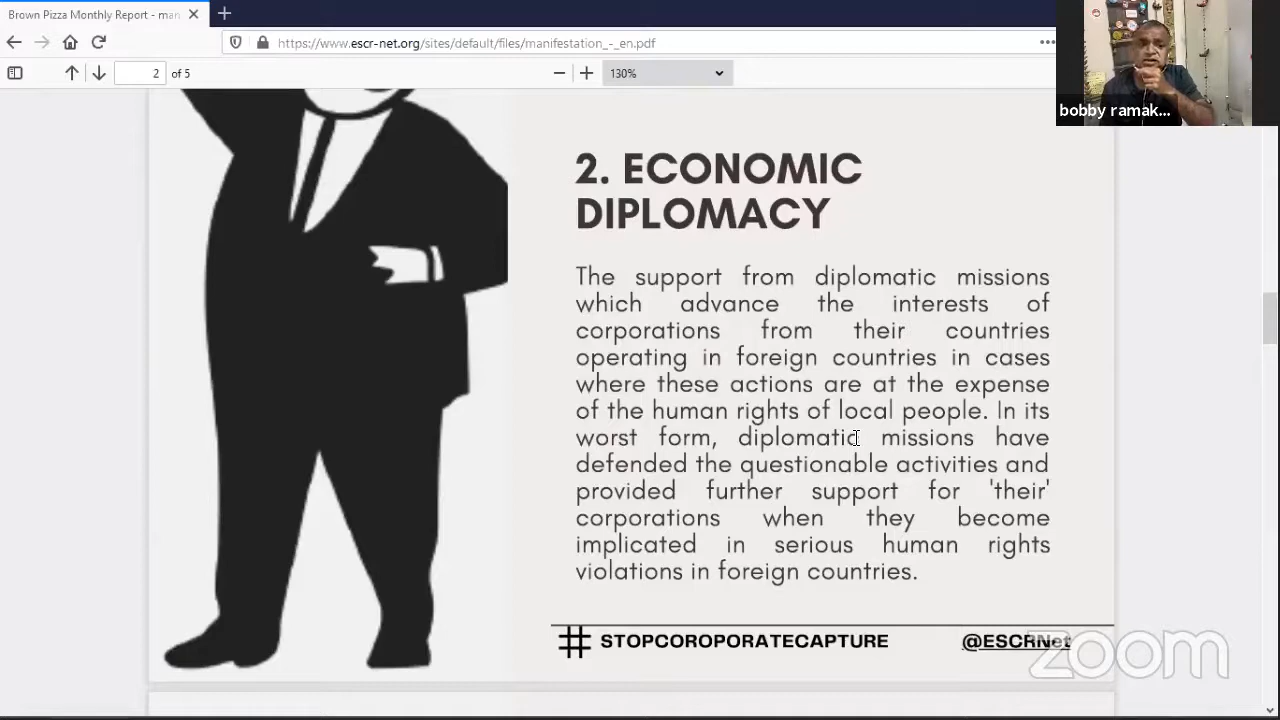 Brown Pizza Monthly Report - man
https://www.escr-net.org/sites/default/files/manifestation_-_en.pdf
2 of 5
130%
bobby ramak...
2. ECONOMIC
DIPLOMACY
The support from diplomatic missions
which advance the interests of
corporations from their countries
operating in foreign countries in cases
where these actions are at the expense
of the human rights of local people. In its
worst form, diplomatic missions have
defended the questionable activities and
provided further support for 'their'
corporations when they become
implicated in serious human rights
violations in foreign countries.
#STOPCOROPORATECAPTURE @ESCRNet
zoom